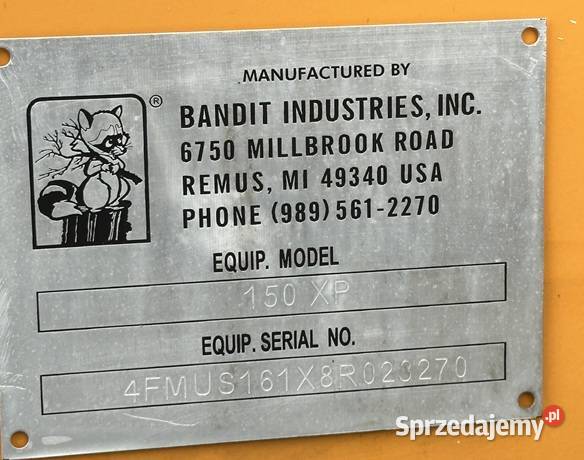 MANUFACTURED BY
®
BANDIT INDUSTRIES, INC.
6750 MILLBROOK ROAD
REMUS, MI 49340 USA
PHONE (989) 561-2270
EQUIP. MODEL
150 XP
EQUIP. SERIAL NO.
4FMUS161X8R023270
Sprzedajemy.pl